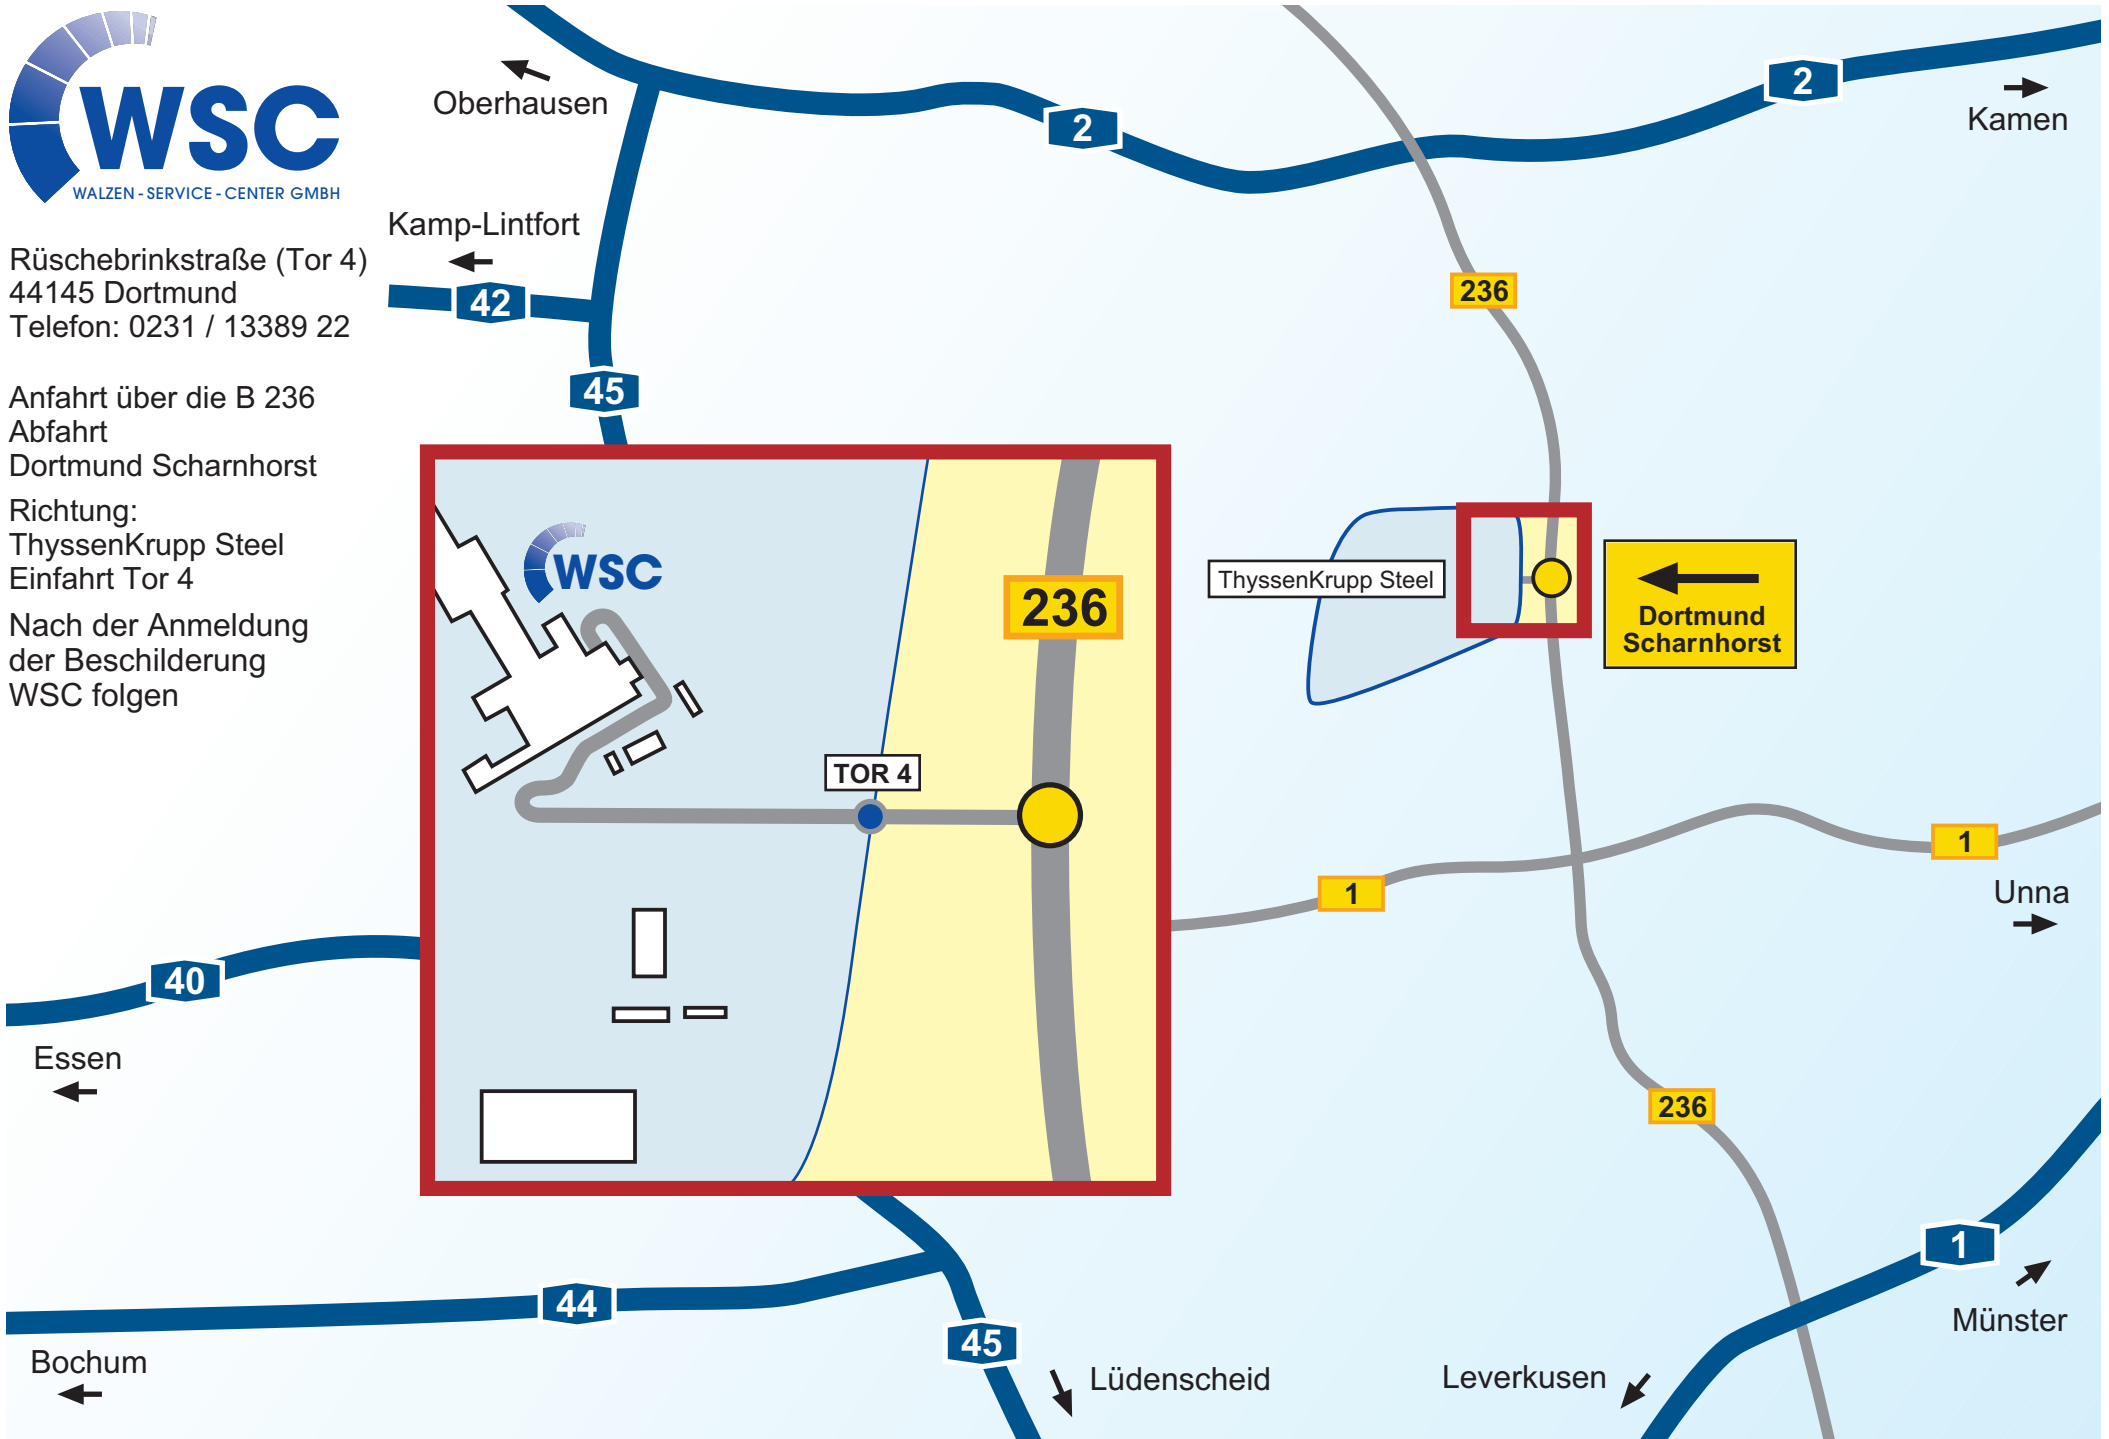 WSC
WALZEN - SERVICE - CENTER GMBH
Rüschebrinkstraße (Tor 4)
44145 Dortmund
Telefon: 0231 / 13389 22
Anfahrt über die B 236
Abfahrt
Dortmund Scharnhorst
Richtung:
ThyssenKrupp Steel
Einfahrt Tor 4
Nach der Anmeldung
der Beschilderung
WSC folgen
Oberhausen
2
2
Kamen
Kamp-Lintfort
42
45
236
WSC
236
TOR 4
ThyssenKrupp Steel
Dortmund
Scharnhorst
1
1
Unna
40
Essen
236
44
Bochum
45
Lüdenscheid
Leverkusen
1
Münster